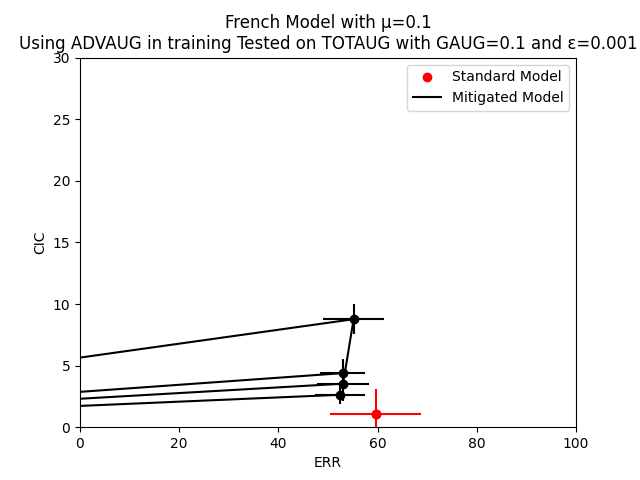 French Model with μ=0.1
Using ADVAUG in training Tested on TOTAUG with GAUG=0.1 and ε=0.001
Standard Model
Mitigated Model
30
25
20
15
10
5
0
CIC
0 20 40 60 80 100
ERR